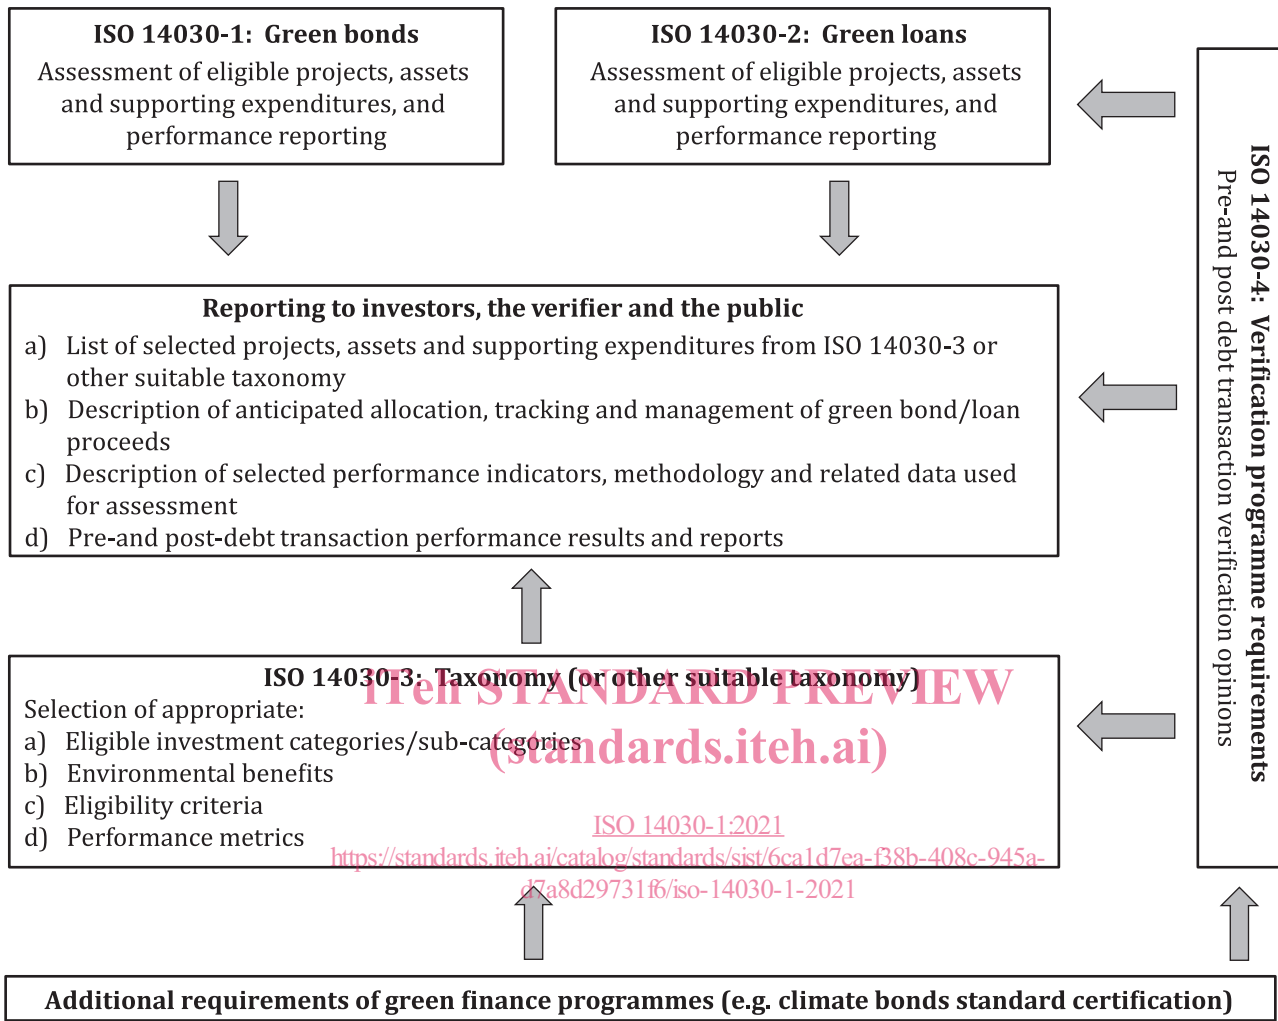 ISO 14030-1: Green bonds
Assessment of eligible projects, assets
and supporting expenditures, and
performance reporting
ISO 14030-2: Green loans
Assessment of eligible projects, assets
and supporting expenditures, and
performance reporting
ISO 14030-4: Verification programme requirements
Pre-and post debt transaction verification opinions
Reporting to investors, the verifier and the public
a) List of selected projects, assets and supporting expenditures from ISO 14030-3 or
other suitable taxonomy
b) Description of anticipated allocation, tracking and management of green bond/loan
proceeds
c) Description of selected performance indicators, methodology and related data used
for assessment
d) Pre-and post-debt transaction performance results and reports
ISO 14030-3: Taxonomy (or other suitable taxonomy)
iTeh STANDARD PREVIEW
Selection of appropriate:
a) Eligible investment categories/sub-categories
(standards.iteh.ai)
b) Environmental benefits
c) Eligibility criteria
d) Performance metrics
ISO 14030-1:2021
https://standards.iteh.ai/catalog/standards/sist/6ca1d7ea-f38b-408c-945a-
d7a8d29731f6/iso-14030-1-2021
Additional requirements of green finance programmes (e.g. climate bonds standard certification)